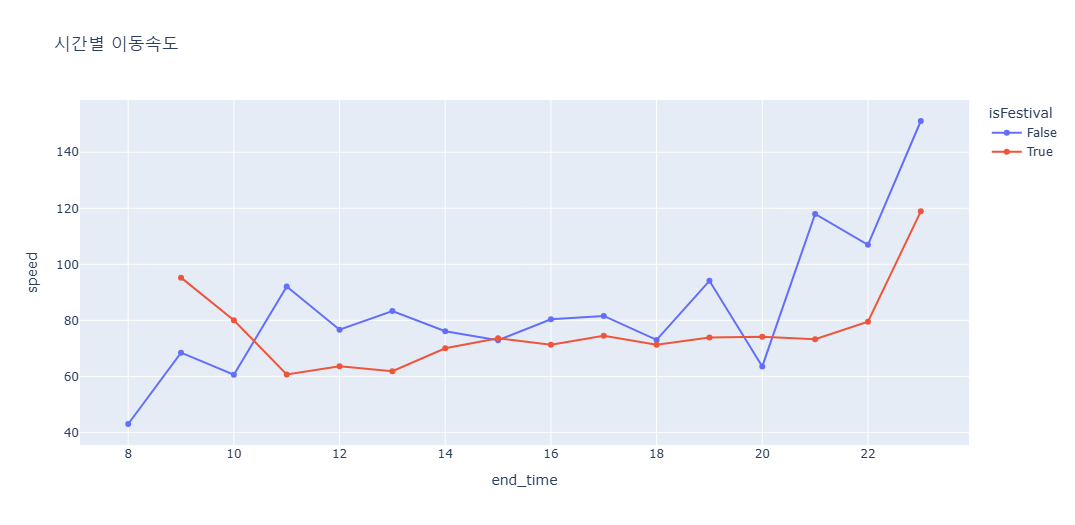 시간별 이동속도
isFestival
False
True
speed
140
120
100
80
60
40
8 10 12 14 16 18 20 22
end_time